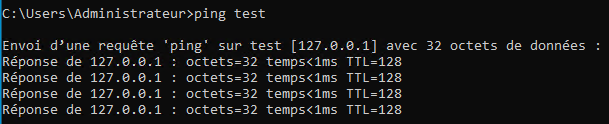 C:\Users\Administrateur>ping test
Envoi d’une requête 'ping' sur test [127.0.0.1] avec 32 octets de données :
Réponse de 127.0.0.1 : octets=32 temps<1ms TTL=128
Réponse de 127.0.0.1 : octets=32 temps<1ms TTL=128
Réponse de 127.0.0.1 : octets=32 temps<1ms TTL=128
Réponse de 127.0.0.1 : octets=32 temps<1ms TTL=128